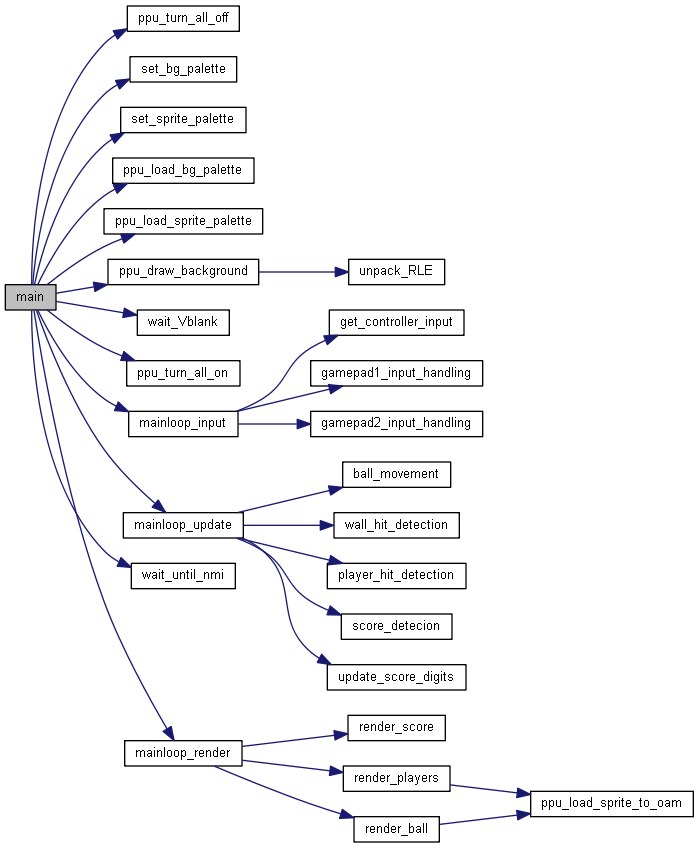 ppu_turn_all_off
set_bg_palette
set_sprite_palette
ppu_load_bg_palette
ppu_load_sprite_palette
ppu_draw_background
unpack_RLE
main
wait_Vblank
get_controller_input
ppu_turn_all_on
gamepad1_input_handling
mainloop_input
gamepad2_input_handling
ball_movement
mainloop_update
wall_hit_detection
wait_until_nmi
player_hit_detection
score_detecion
update_score_digits
render_score
mainloop_render
render_players
ppu_load_sprite_to_oam
render_ball